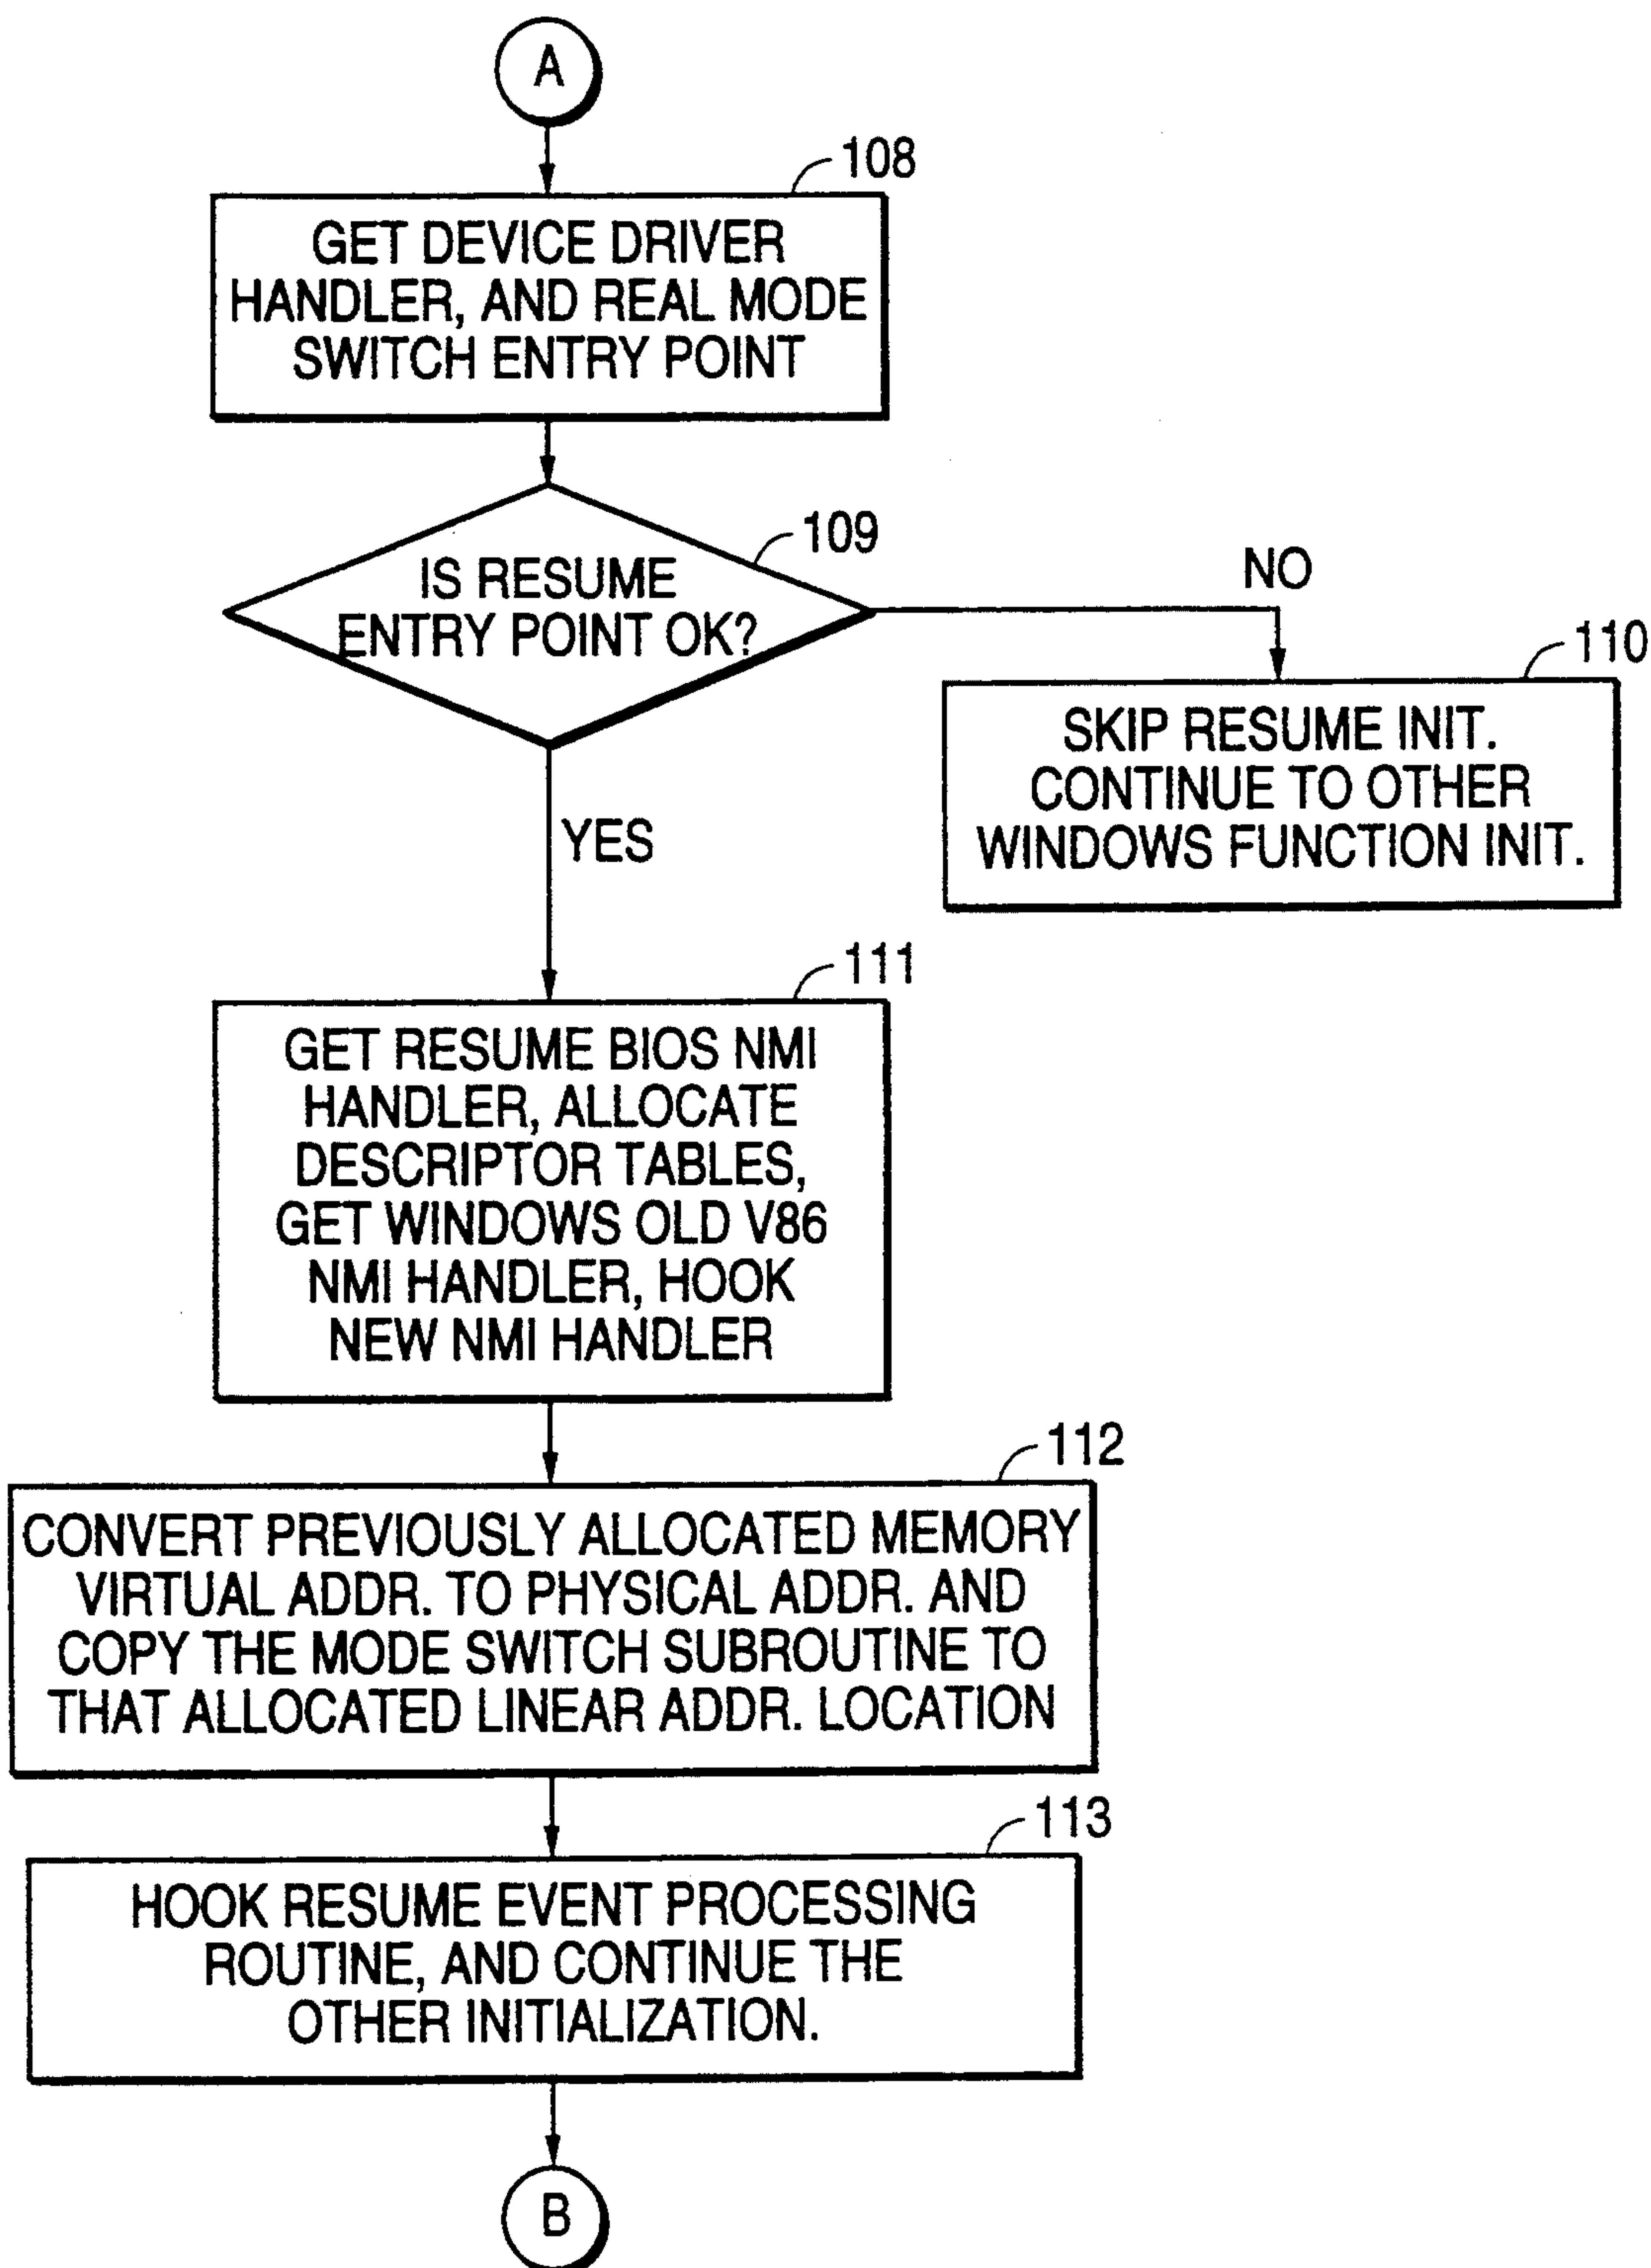 A
108
GET DEVICE DRIVER
HANDLER, AND REAL MODE
SWITCH ENTRY POINT
109
IS RESUME
ENTRY POINT OK?
NO
110
SKIP RESUME INIT.
CONTINUE TO OTHER
WINDOWS FUNCTION INIT.
YES
111
GET RESUME BIOS NMI
HANDLER, ALLOCATE
DESCRIPTOR TABLES,
GET WINDOWS OLD V86
NMI HANDLER, HOOK
NEW NMI HANDLER
112
CONVERT PREVIOUSLY ALLOCATED MEMORY
VIRTUAL ADDR. TO PHYSICAL ADDR. AND
COPY THE MODE SWITCH SUBROUTINE TO
THAT ALLOCATED LINEAR ADDR. LOCATION
113
HOOK RESUME EVENT PROCESSING
ROUTINE, AND CONTINUE THE
OTHER INITIALIZATION.
B